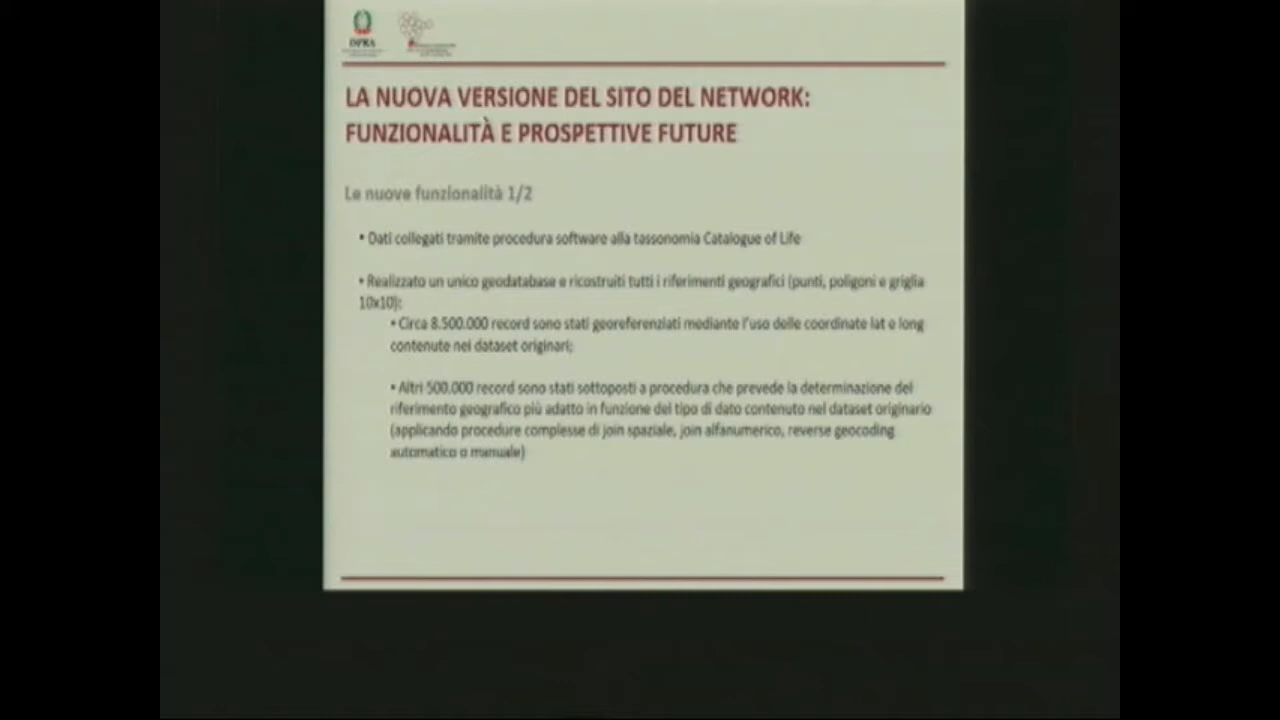 ISPRA
LA NUOVA VERSIONE DEL SITO DEL NETWORK:
FUNZIONALITÀ E PROSPETTIVE FUTURE
Le nuove funzionalità 1/2
• Dati collegati tramite procedura software alla tassonomia Catalogue of Life
• Realizzato un unico geodatabase e ricostruiti tutti i riferimenti geografici (punti, poligoni e griglia
10x10):
• Circa 8.500.000 record sono stati georeferenziati mediante l'uso delle coordinate lat e long
contenute nei dataset originari;
• Altri 500.000 record sono stati sottoposti a procedura che prevede la determinazione del
riferimento geografico più adatto in funzione del tipo di dato contenuto nel dataset originario
(applicando procedure complesse di join spaziale, join alfanumerico, reverse geocoding
automatico o manuale)